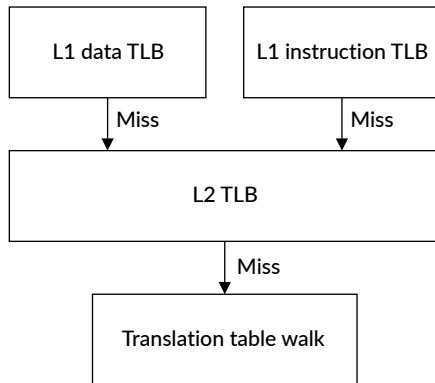 L1 data TLB
L1 instruction TLB
Miss
Miss
L2 TLB
Miss
Translation table walk